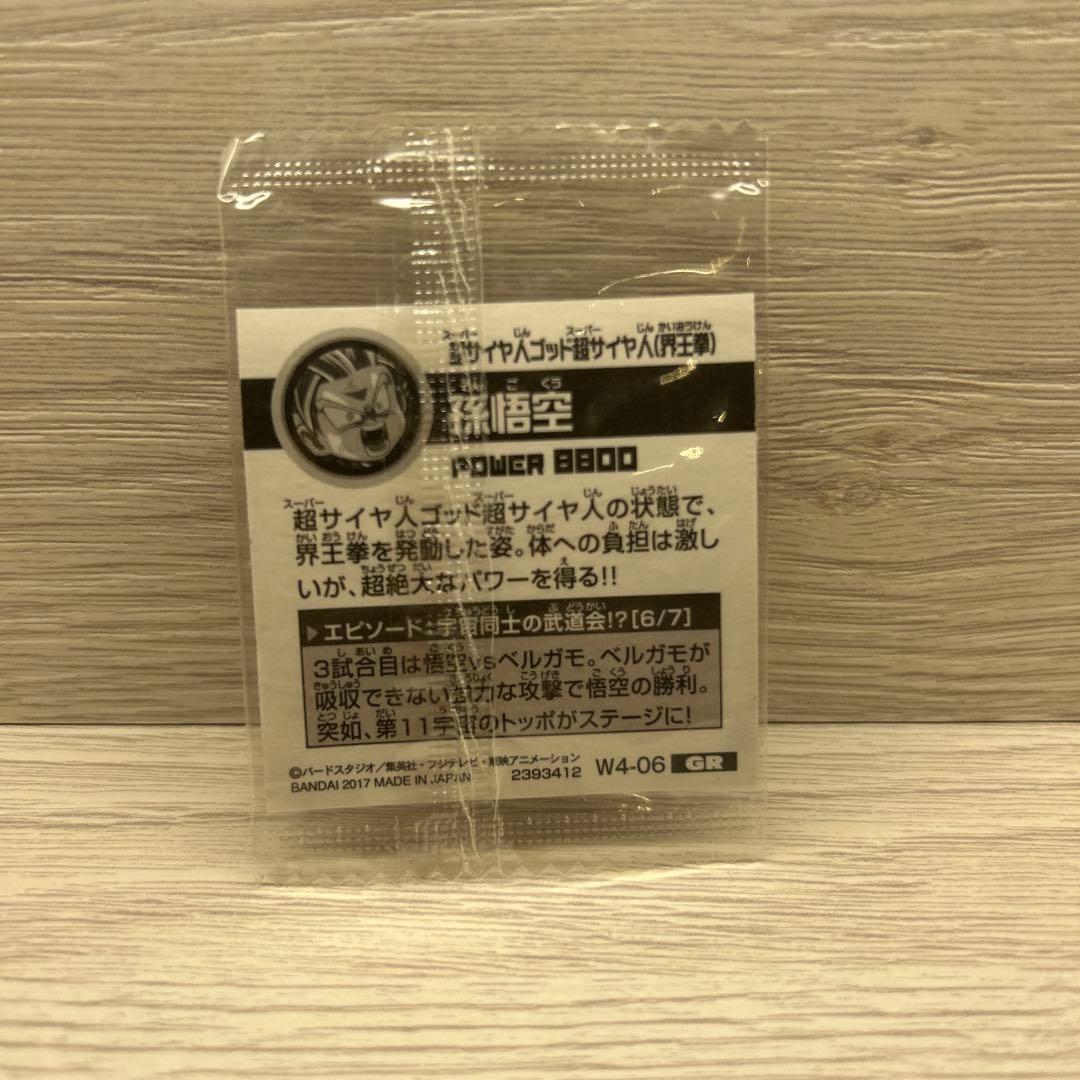 超サイヤ人ゴッド超サイヤ人(界王拳)
孫悟空
POWER 8800
超サイヤ人ゴッド超サイヤ人の状態で、
界王拳を発動した姿。体への負担は激し
いが、超絶大なパワーを得る!!
▶エピソード:宇宙同士の武道会!?[6/7]
3試合目は悟空vsベルガモ。ベルガモが
吸収できない強力な攻撃で悟空の勝利。
突如、第11宇宙のトッポがステージに!
©バードスタジオ/集英社・フジテレビ・東映アニメーション
BANDAI 2017 MADE IN JAPAN 2393412 W4-06 GR